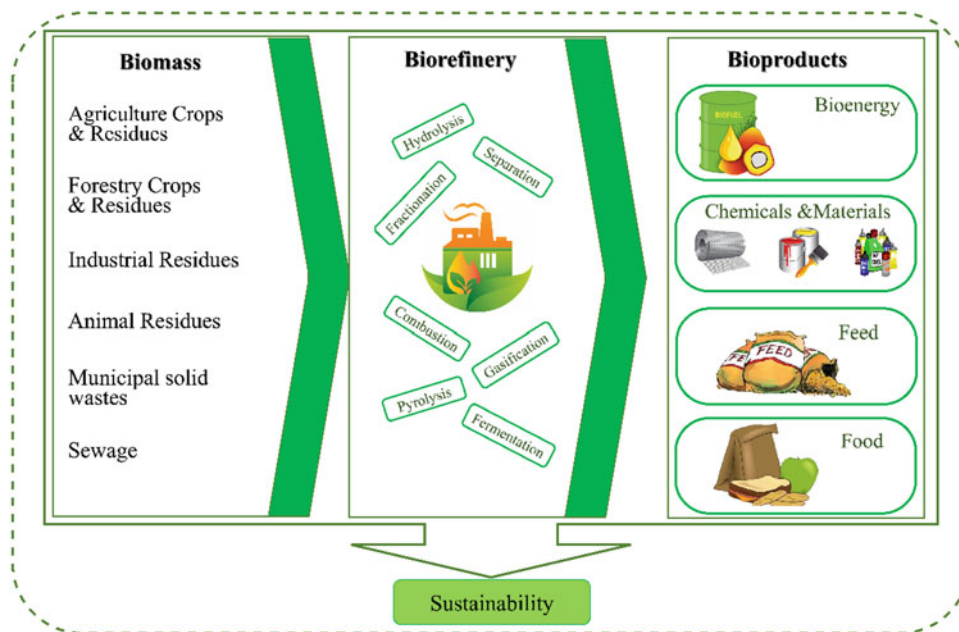 Biomass
Agriculture Crops
& Residues
Forestry Crops
& Residues
Industrial Residues
Animal Residues
Municipal solid
wastes
Sewage
Biorefinery
Hydrolysis
Separation
Fractionation
Combustion
Gasification
Pyrolysis
Fermentation
Bioproducts
Bioenergy
BIOFUEL
Chemicals &Materials
Feed
FEED
Food
Sustainability